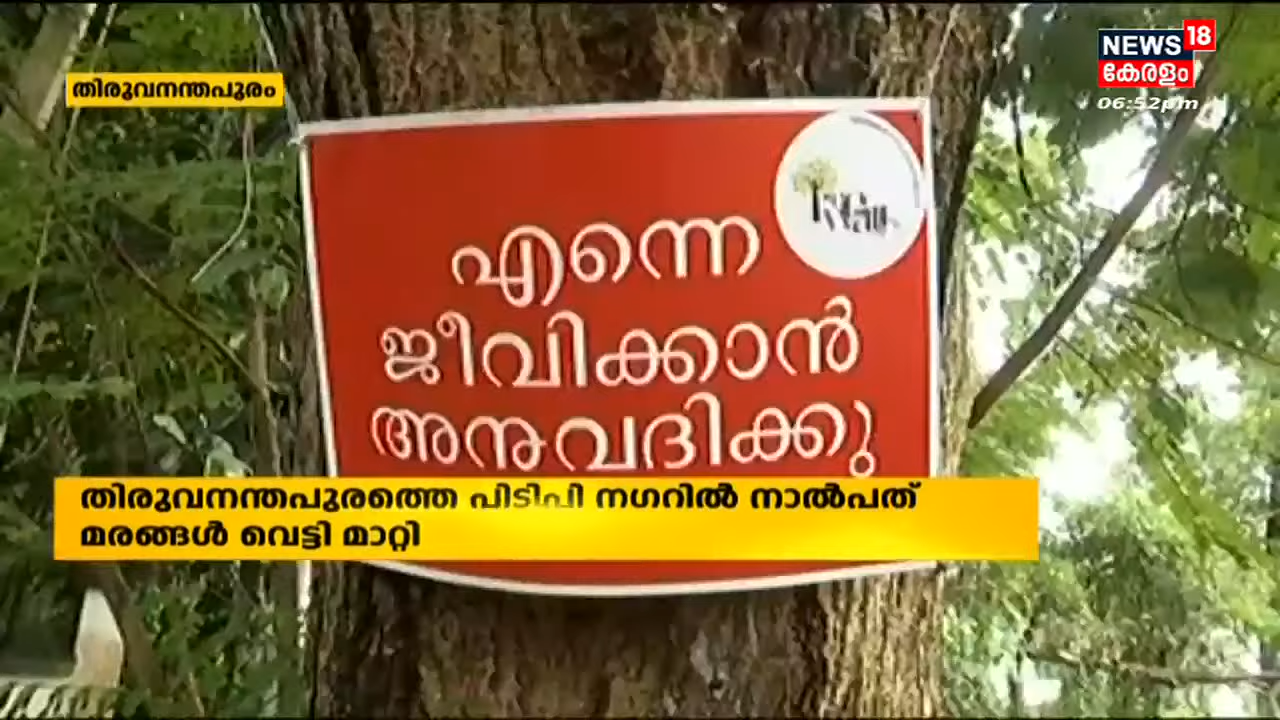 NEWS 18
കേരളം
06:52pm
തിരുവനന്തപുരം
എന്നെ
ജീവിക്കാൻ
അനുവദിക്കു
തിരുവനന്തപുരത്തെ പിടിപി നഗറിൽ നാൽപത്
മരങ്ങൾ വെട്ടി മാറ്റി